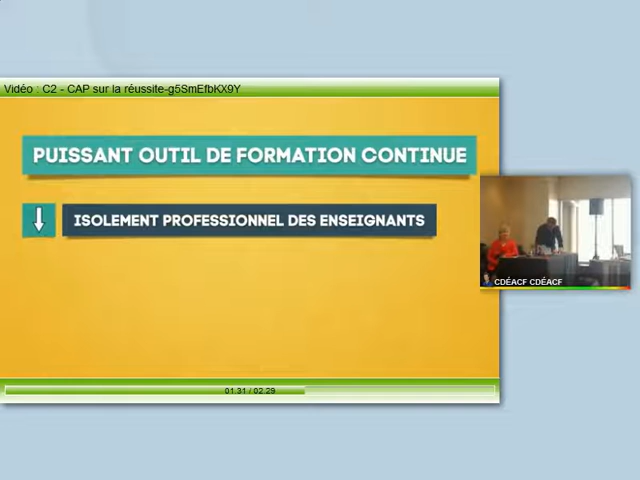 Vidéo : C2 - CAP sur la réussite-g5SmEfbKX9Y
PUISSANT OUTIL DE FORMATION CONTINUE
ISOLEMENT PROFESSIONNEL DES ENSEIGNANTS
CDÉACF CDÉACF
01.31 / 02.29